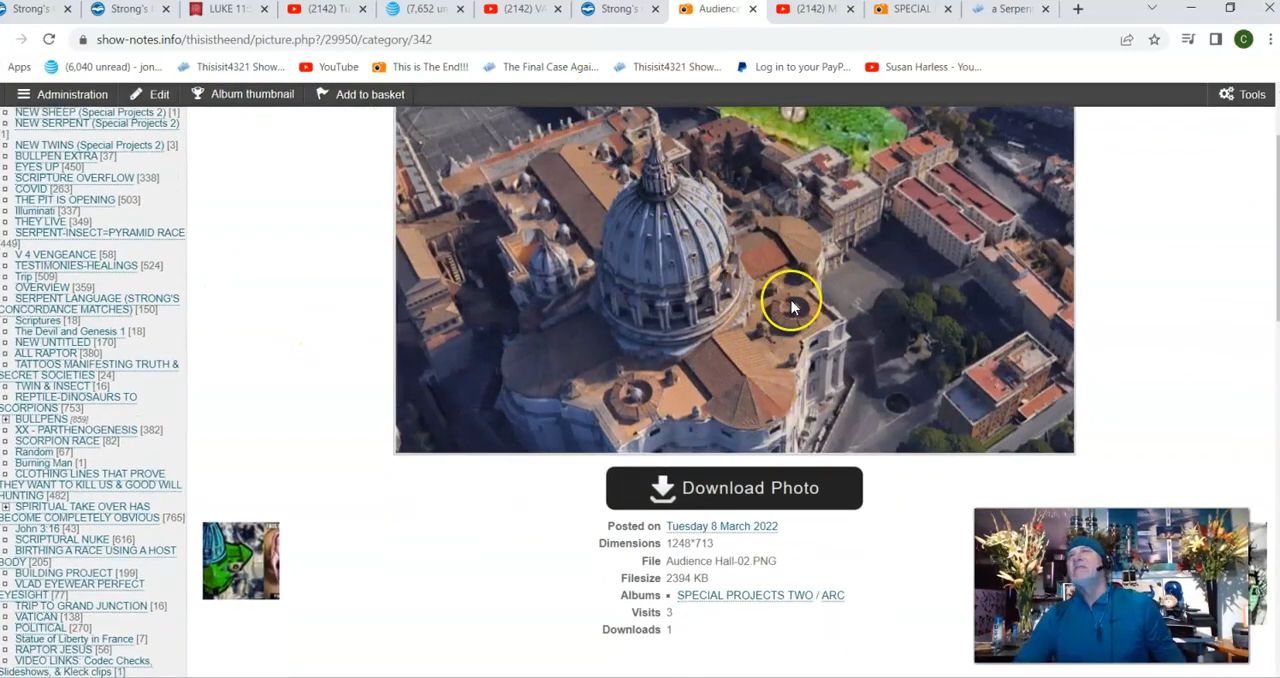 Strong's
Strong's
LUKE 11:
(2142) Tu
(7,652 un
(2142) V
Strong's
Audience
(2142) M
SPECIAL
a Serpen
show-notes.info/thisistheend/picture.php?/29950/category/342
C
Apps
(6,040 unread) - jon...
Thisisit4321 Show...
YouTube
This is The End!!!
The Final Case Agai...
Thisisit4321 Show...
Log in to your PayP...
Susan Harless - You...
Administration
Edit
Album thumbnail
Add to basket
Tools
NEW SHEEP (Special Projects 2) [1]
NEW SERPENT (Special Projects 2)
[1]
NEW TWINS (Special Projects 2) [3]
BULLPEN EXTRA [37]
EYES UP [450]
SCRIPTURE OVERFLOW [338]
COVID [263]
THE PIT IS OPENING [503]
Illuminati [337]
THEY LIVE [349]
SERPENT-INSECT=PYRAMID RACE
[449]
V 4 VENGEANCE [58]
TESTIMONIES-HEALINGS [524]
Trip [509]
OVERVIEW [359]
SERPENT LANGUAGE (STRONG'S
CONCORDANCE MATCHES) [150]
Scriptures [18]
The Devil and Genesis 1 [18]
NEW UNTITLED [170]
ALL RAPTOR [380]
TATTOOS MANIFESTING TRUTH &
SECRET SOCIETIES [24]
TWIN & INSECT [16]
REPTILE-DINOSAURS TO
SCORPIONS [753]
BULLPENS [859]
XX - PARTHENOGENESIS [382]
SCORPION RACE [82]
Random [67]
Burning Man [1]
CLOTHING LINES THAT PROVE
THEY WANT TO KILL US & GOOD WILL
HUNTING [482]
SPIRITUAL TAKE OVER HAS
BECOME COMPLETELY OBVIOUS [765]
John 3:16 [43]
SCRIPTURAL NUKE [616]
BIRTHING A RACE USING A HOST
BODY [205]
BUILDING PROJECT [199]
VLAD EYEWEAR PERFECT
EYESIGHT [77]
TRIP TO GRAND JUNCTION [16]
VATICAN [138]
POLITICAL [270]
Statue of Liberty in France [7]
RAPTOR JESUS [56]
VIDEO LINKS: Codec Checks,
Slideshows, & Kleck clips [1]
Download Photo
Posted on Tuesday 8 March 2022
Dimensions 1248*713
File Audience Hall-02.PNG
Filesize 2394 KB
Albums SPECIAL PROJECTS TWO / ARC
Visits 3
Downloads 1